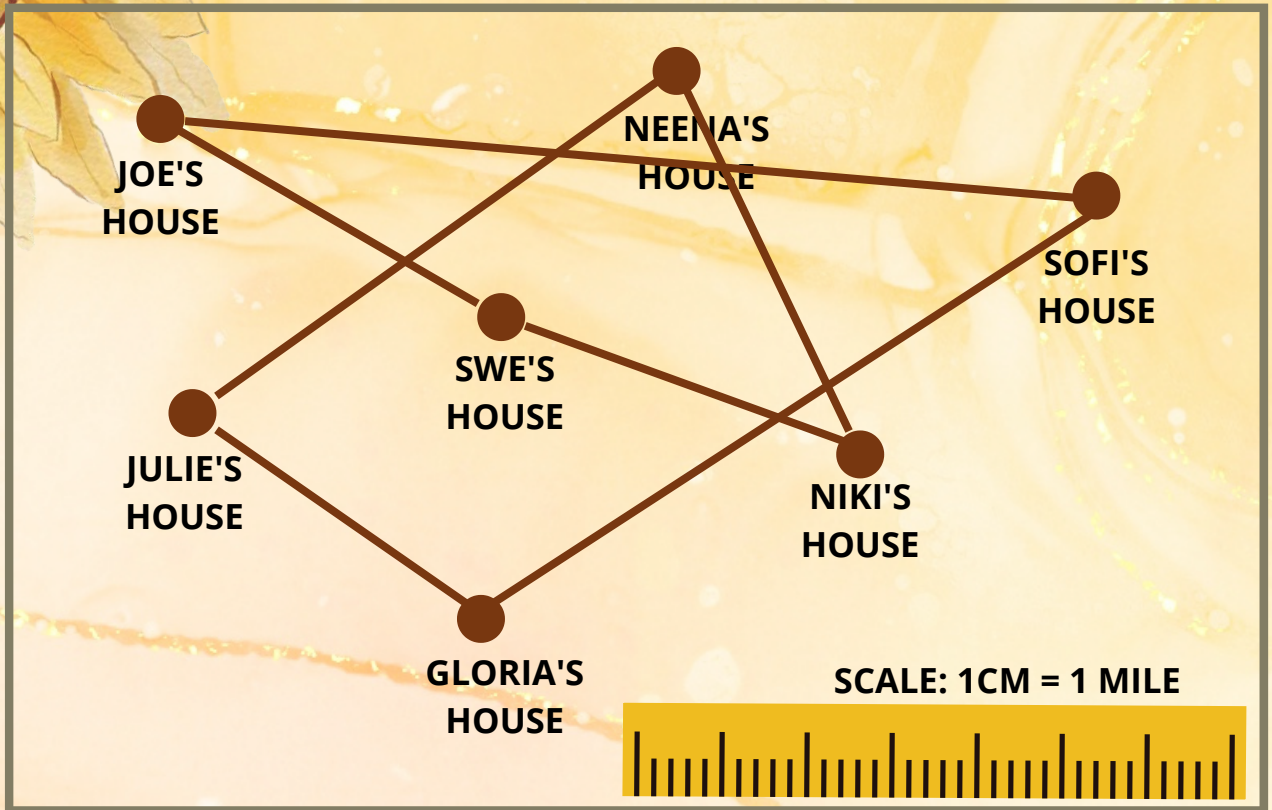 NEENA'S
HOUSE
JOE'S
HOUSE
SOFI'S
HOUSE
SWE'S
HOUSE
JULIE'S
HOUSE
NIKI'S
HOUSE
GLORIA'S
HOUSE
SCALE: 1CM = 1 MILE